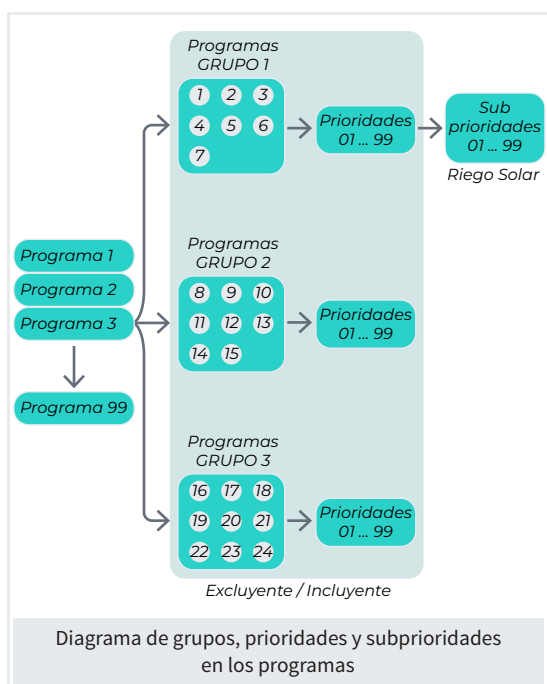 Programas
GRUPO 1
1 2 3
4 5 6
7
Prioridades
01 ... 99
Sub
prioridades
01 ... 99
Riego Solar
Programa 1
Programa 2
Programa 3
Programa 99
Programas
GRUPO 2
8 9 10
11 12 13
14 15
Prioridades
01 ... 99
Programas
GRUPO 3
16 17 18
19 20 21
22 23 24
Prioridades
01 ... 99
Excluyente / Incluyente
Diagrama de grupos, prioridades y subprioridades
en los programas